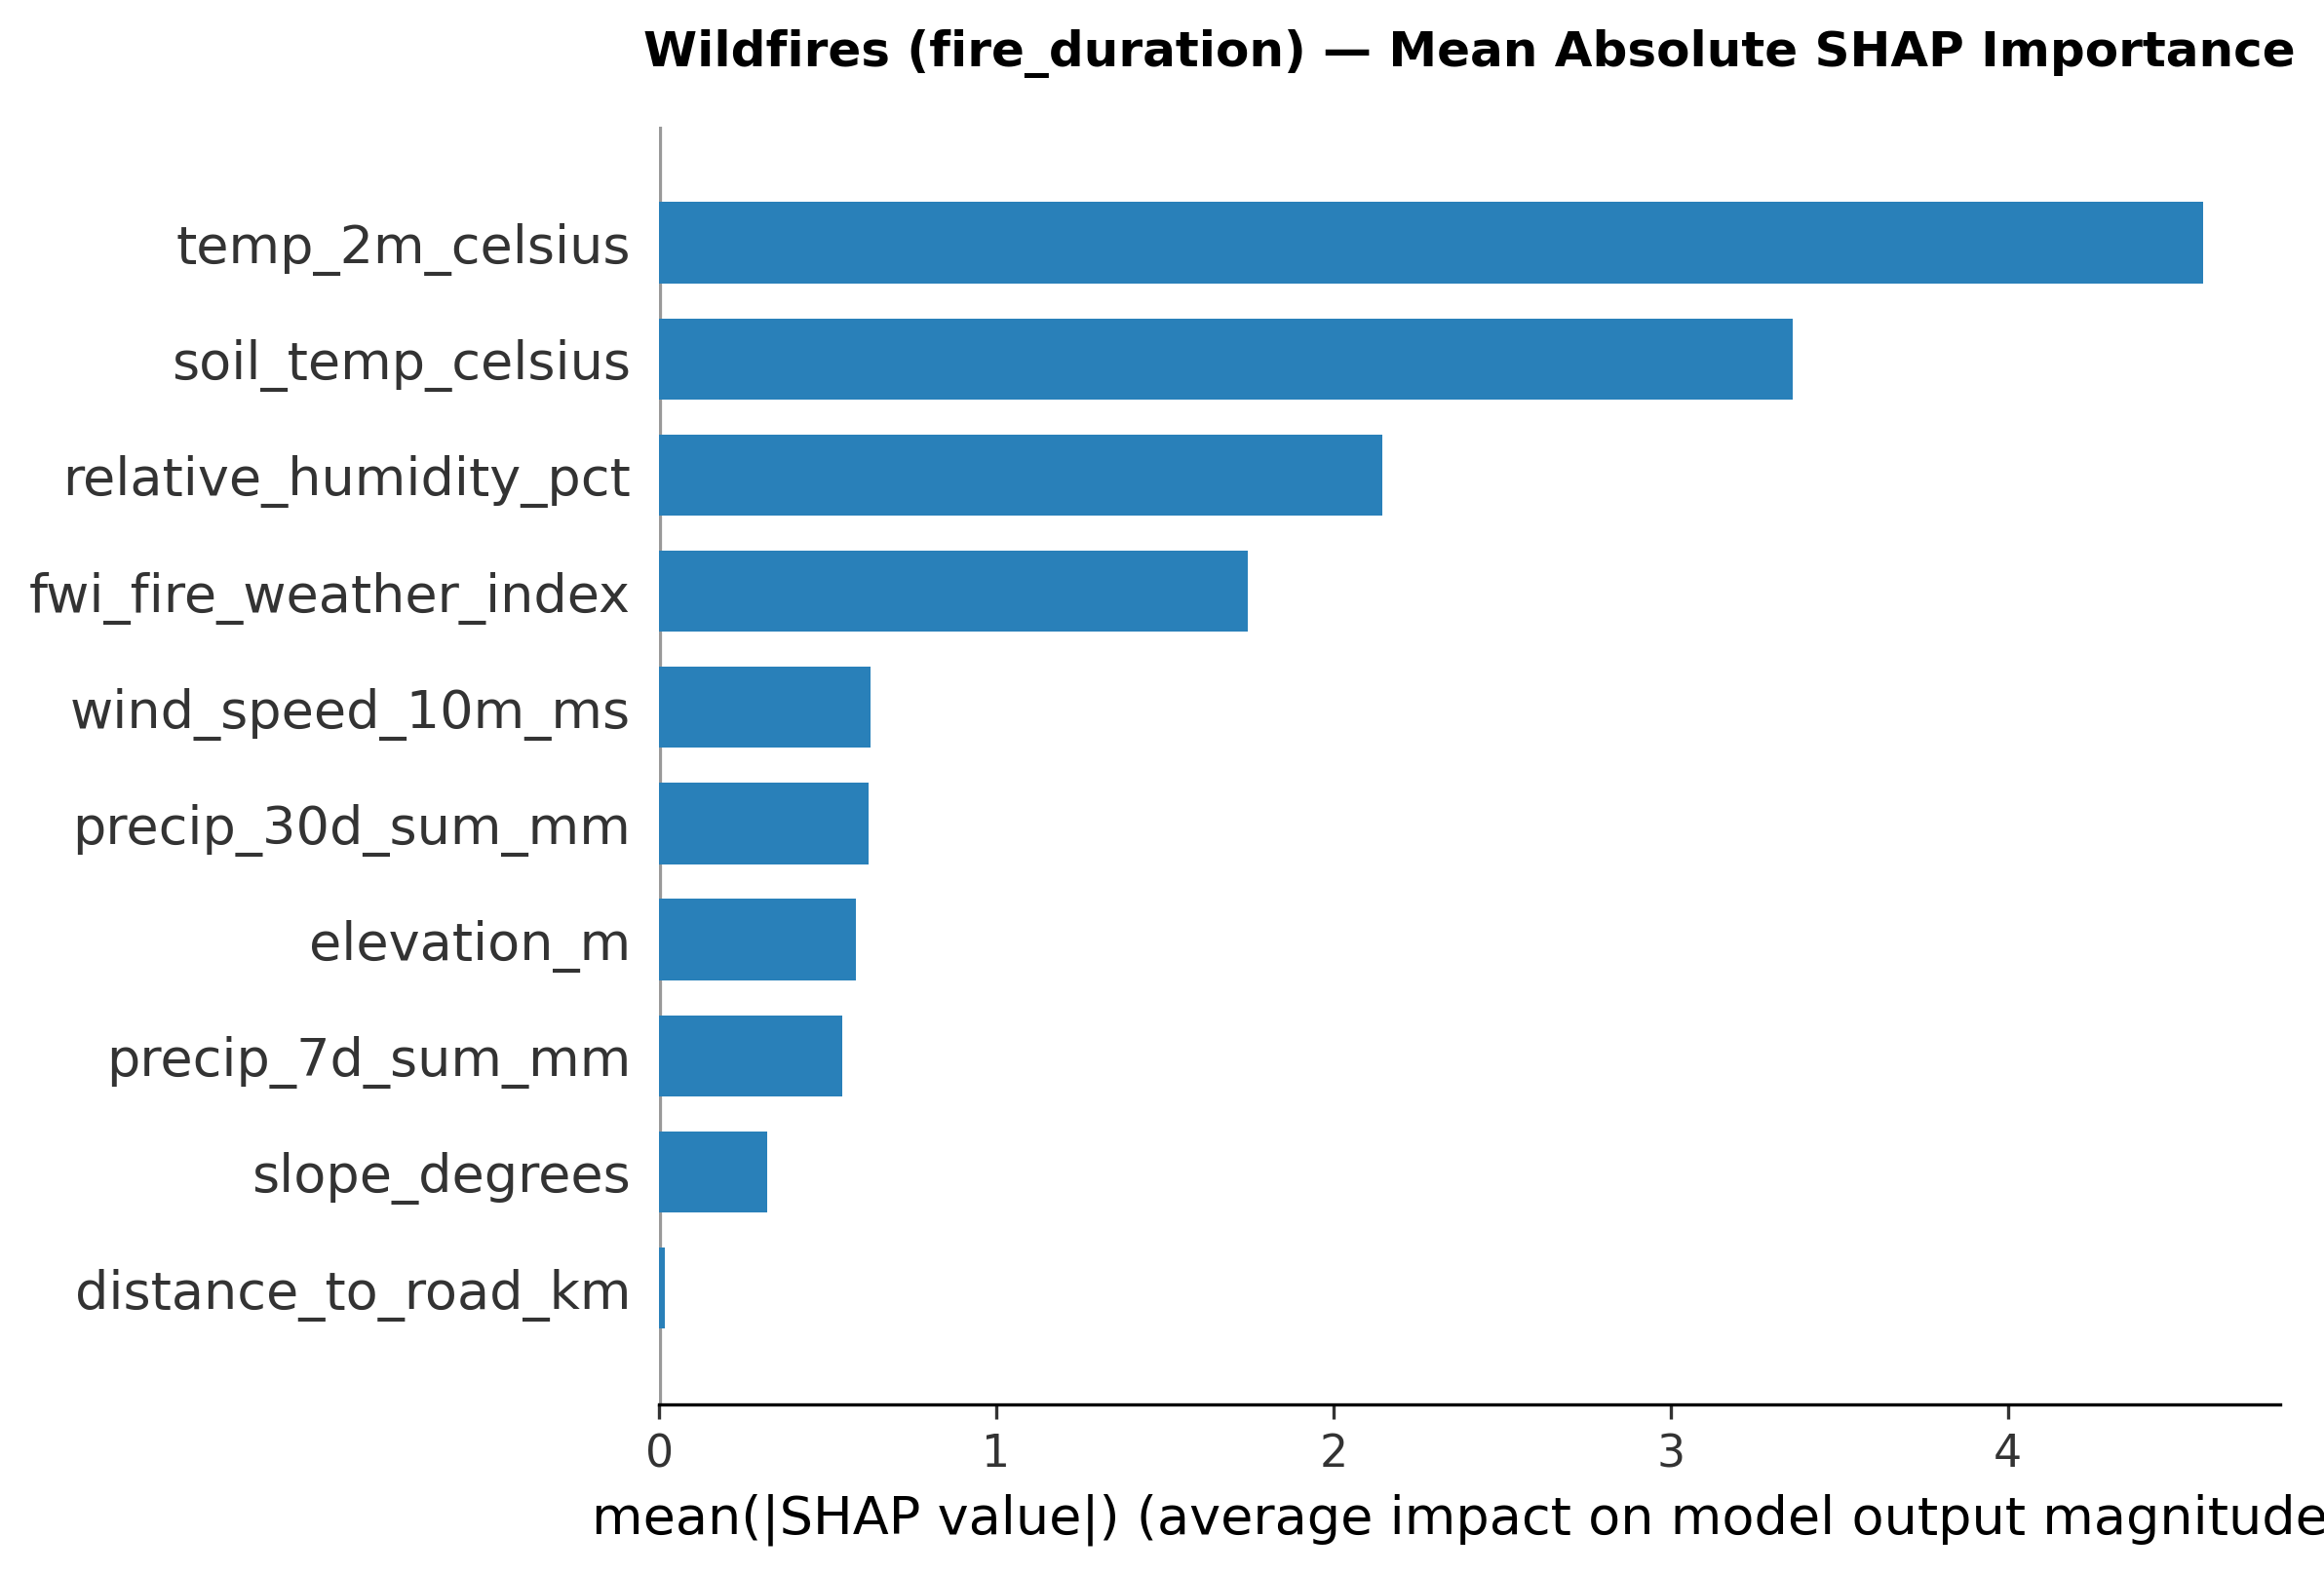 Wildfires (fire_duration) — Mean Absolute SHAP Importance
temp_2m_celsius
soil_temp_celsius
relative_humidity_pct
fwi_fire_weather_index
wind_speed_10m_ms
precip_30d_sum_mm
elevation_m
precip_7d_sum_mm
slope_degrees
distance_to_road_km
0 1 2 3 4
mean(|SHAP value|) (average impact on model output magnitude